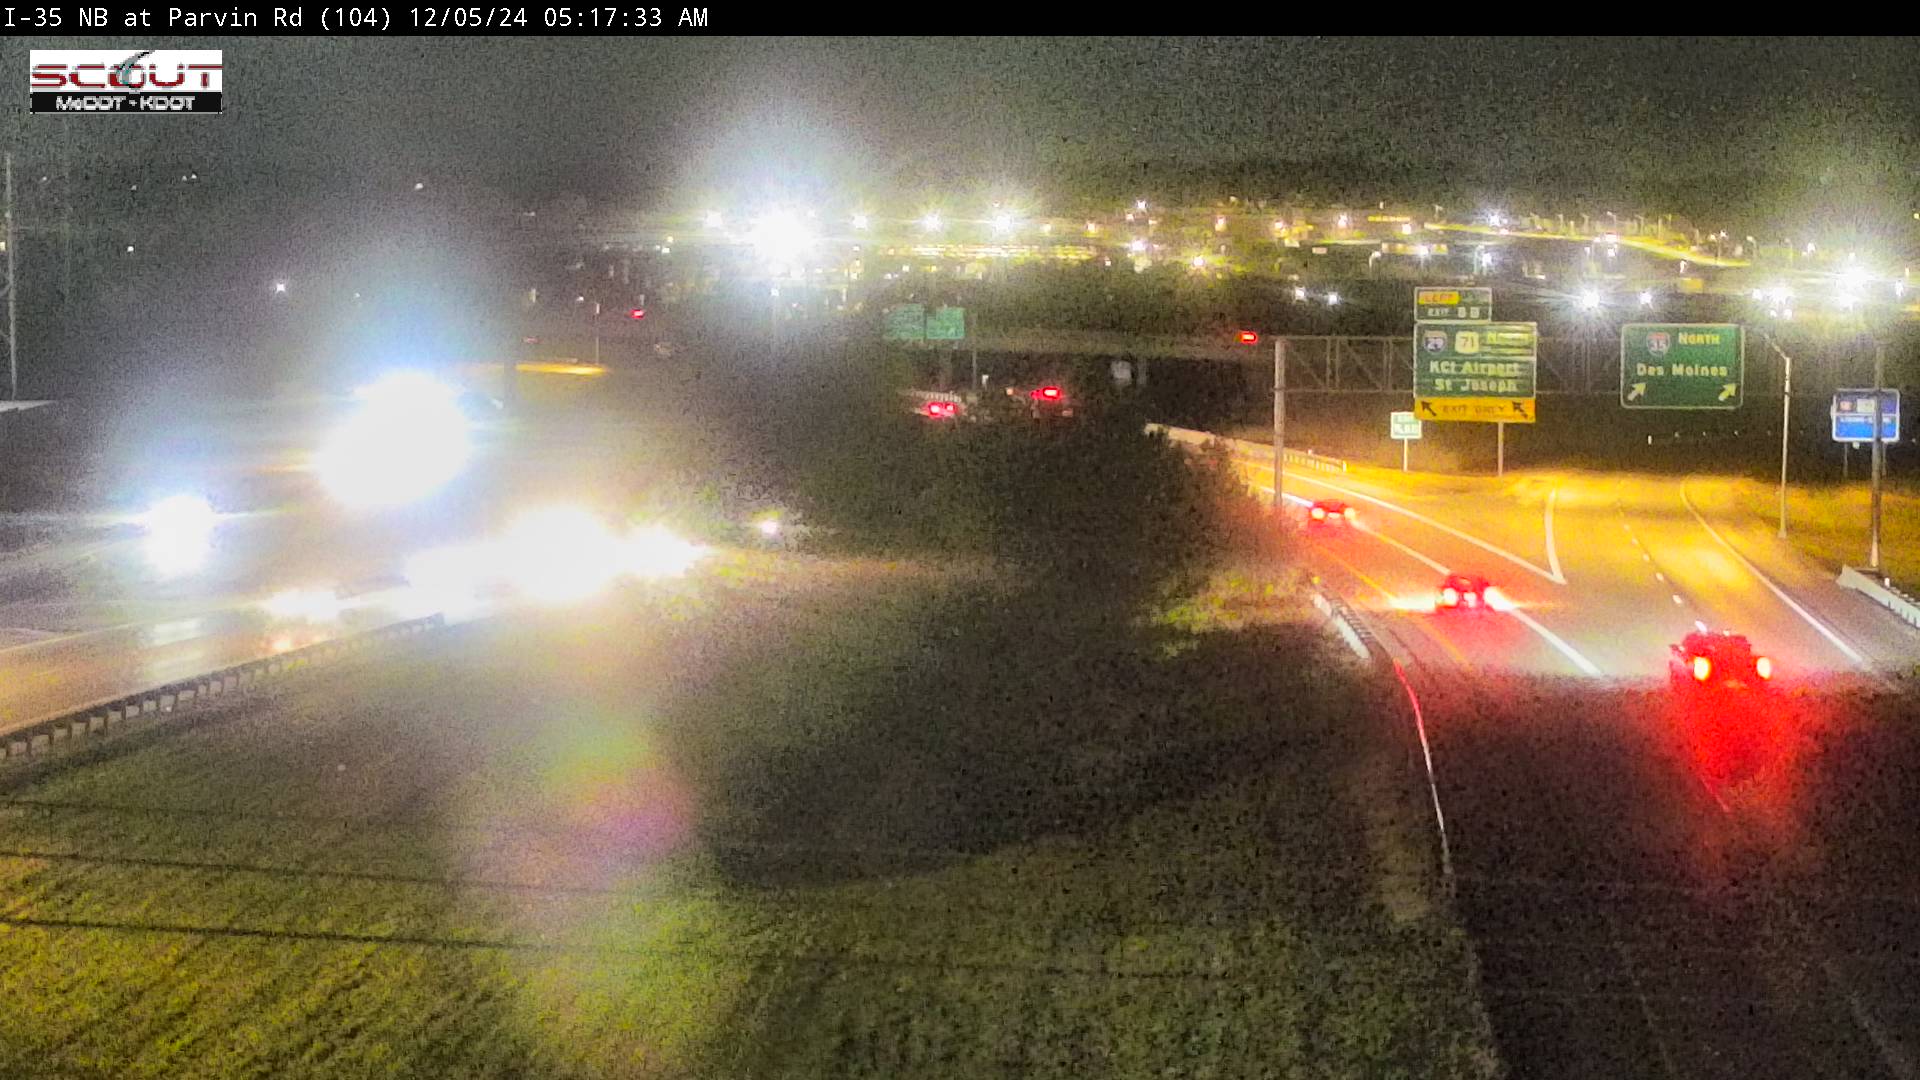 I-35 NB at Parvin Rd (104) 12/05/24 05:17:33 AM
SCOUT
MoDOT - KDOT
LEFT
EXIT 8B
29 71 NORTH
KCI Airport
St Joseph
EXIT ONLY
35 NORTH
Des Moines